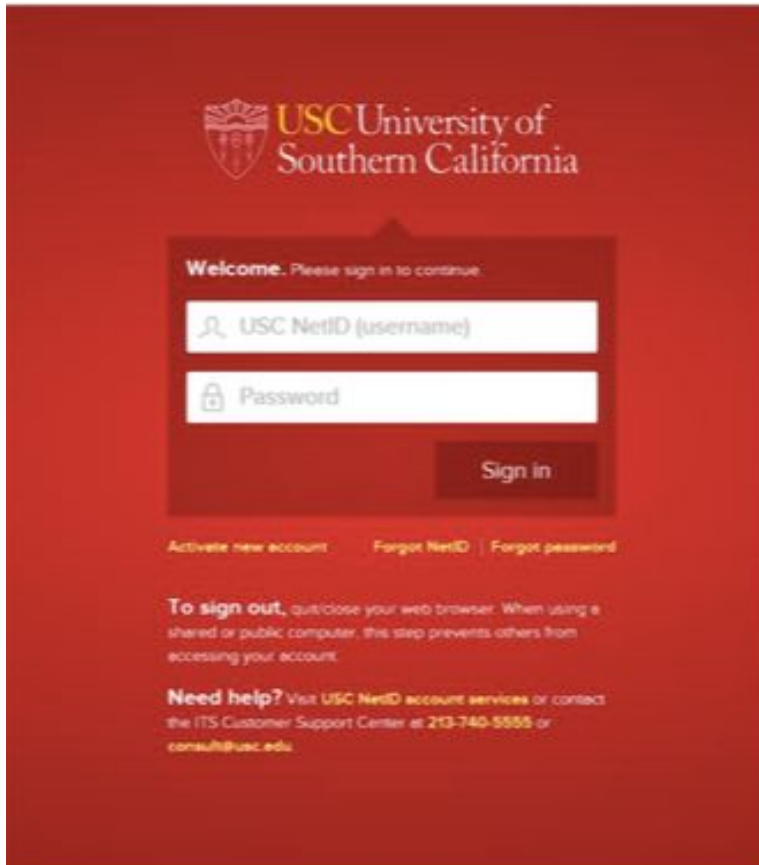 USC University of
Southern California
Welcome. Please sign in to continue.
USC NetID (username)
Password
Sign in
Activate new account Forgot NetID | Forgot password
To sign out, quit/close your web browser. When using a
shared or public computer, this step prevents others from
accessing your account.
Need help? Visit USC NetID account services or contact
the ITS Customer Support Center at 213-740-5555 or
consult@usc.edu.